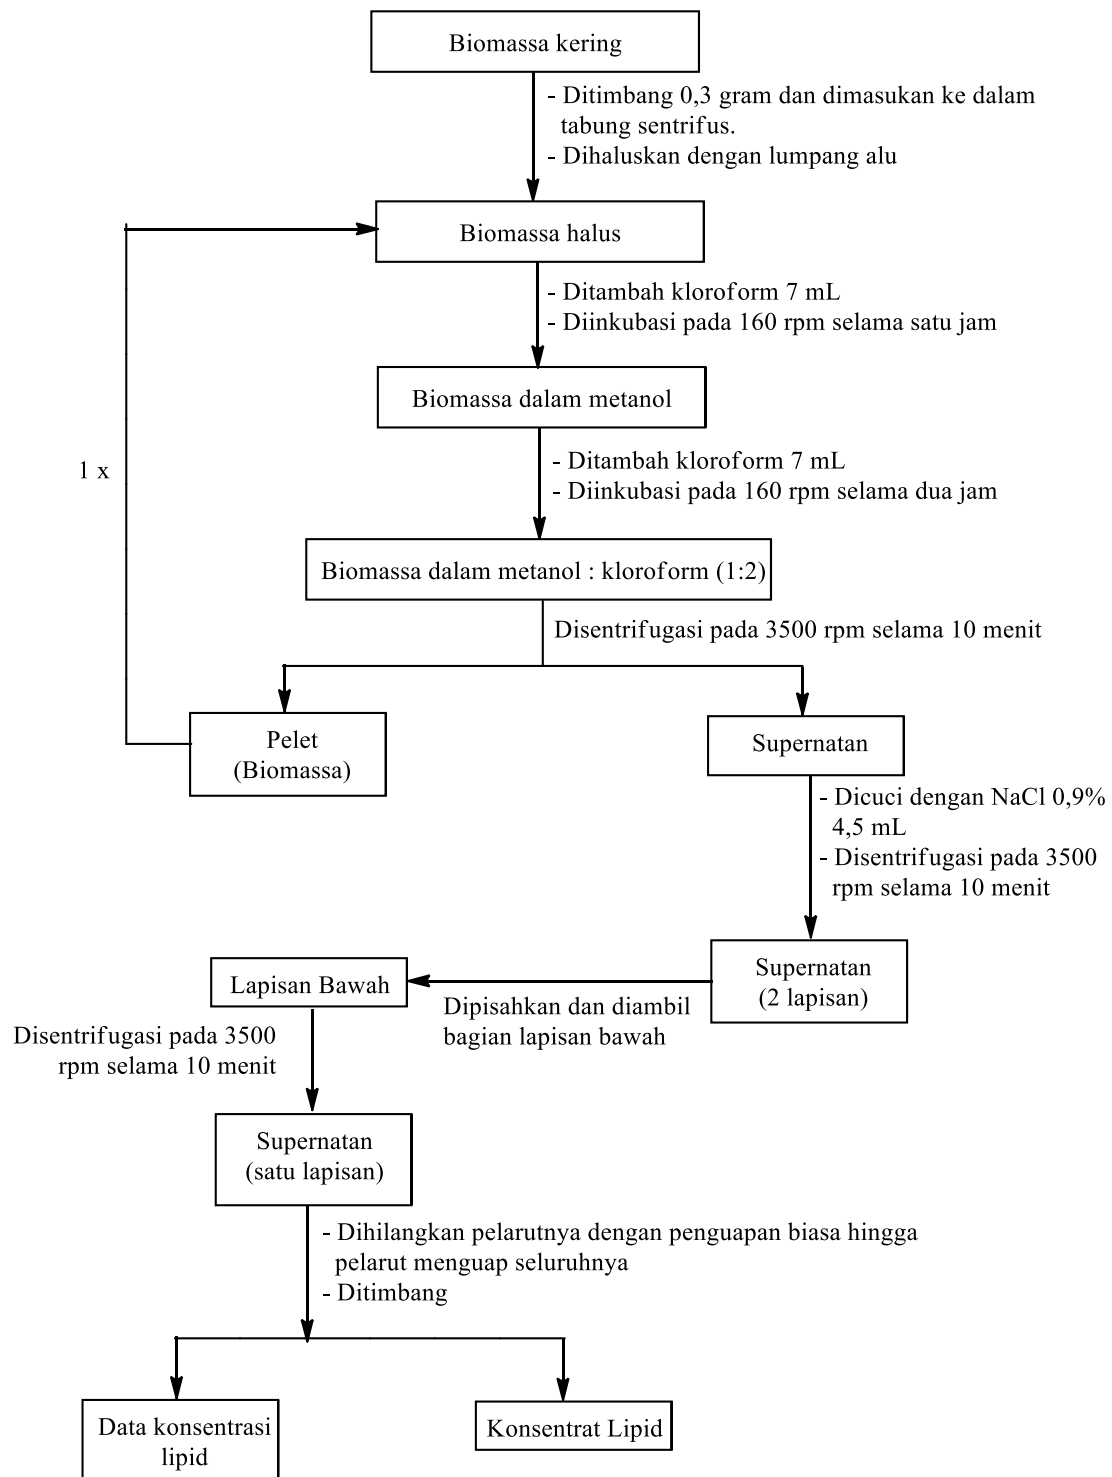 Biomassa kering
- Ditimbang 0,3 gram dan dimasukan ke dalam
tabung sentrifus.
- Dihaluskan dengan lumpang alu
Biomassa halus
- Ditambah kloroform 7 mL
- Diinkubasi pada 160 rpm selama satu jam
Biomassa dalam metanol
1 x
- Ditambah kloroform 7 mL
- Diinkubasi pada 160 rpm selama dua jam
Biomassa dalam metanol : kloroform (1:2)
Disentrifugasi pada 3500 rpm selama 10 menit
Pelet
(Biomassa)
Supernatan
- Dicuci dengan NaCl 0,9%
4,5 mL
- Disentrifugasi pada 3500
rpm selama 10 menit
Supernatan
(2 lapisan)
Dipisahkan dan diambil
bagian lapisan bawah
Lapisan Bawah
Disentrifugasi pada 3500
rpm selama 10 menit
Supernatan
(satu lapisan)
- Dihilangkan pelarutnya dengan penguapan biasa hingga
pelarut menguap seluruhnya
- Ditimbang
Data konsentrasi
lipid
Konsentrat Lipid